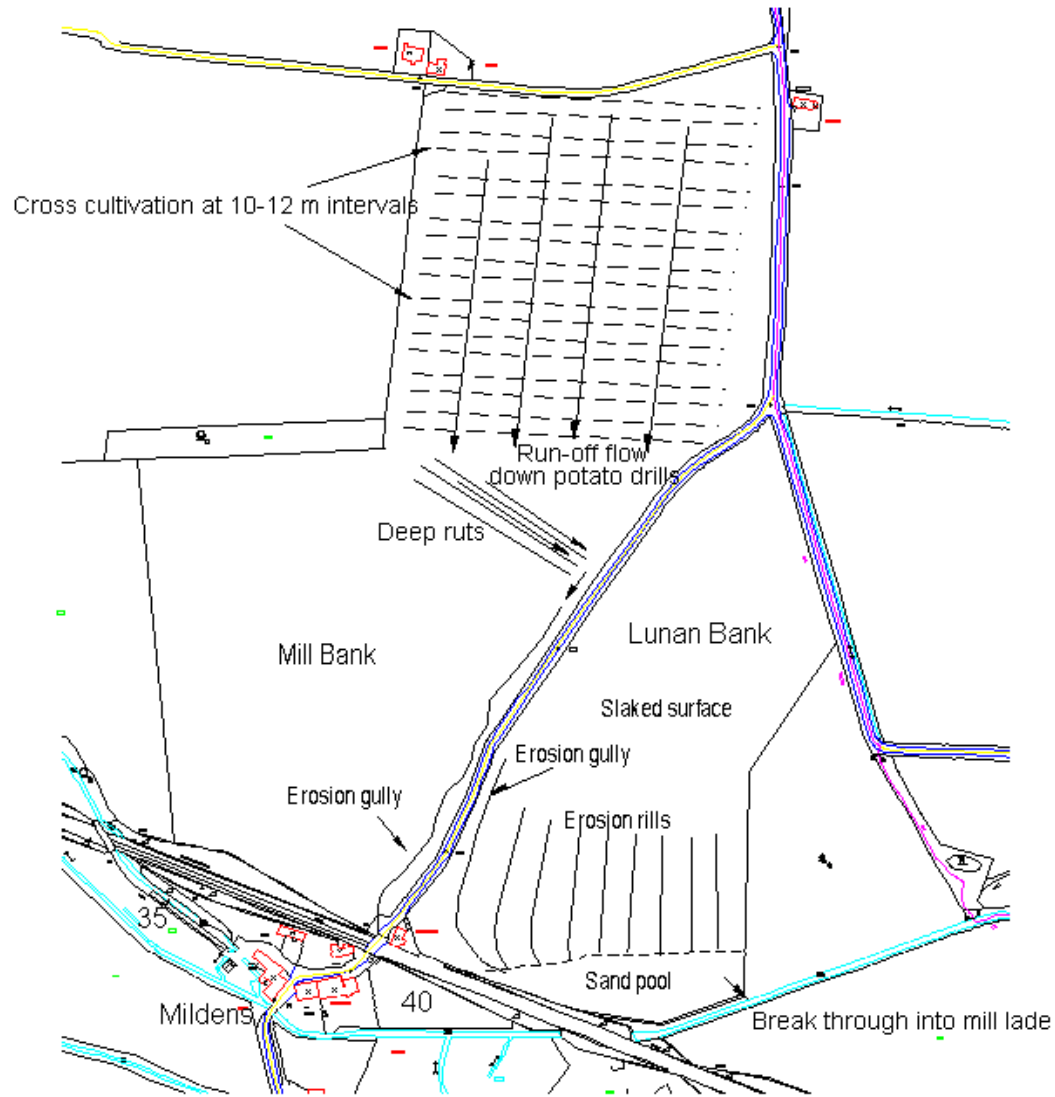 Cross cultivation at 10-12 m intervals
Run-off flow
down potato drills
Deep ruts
Lunan Bank
Mill Bank
Slaked surface
Erosion gully
Erosion gully
Erosion rills
35
Sand pool
40
Mildens
Break through into mill lade